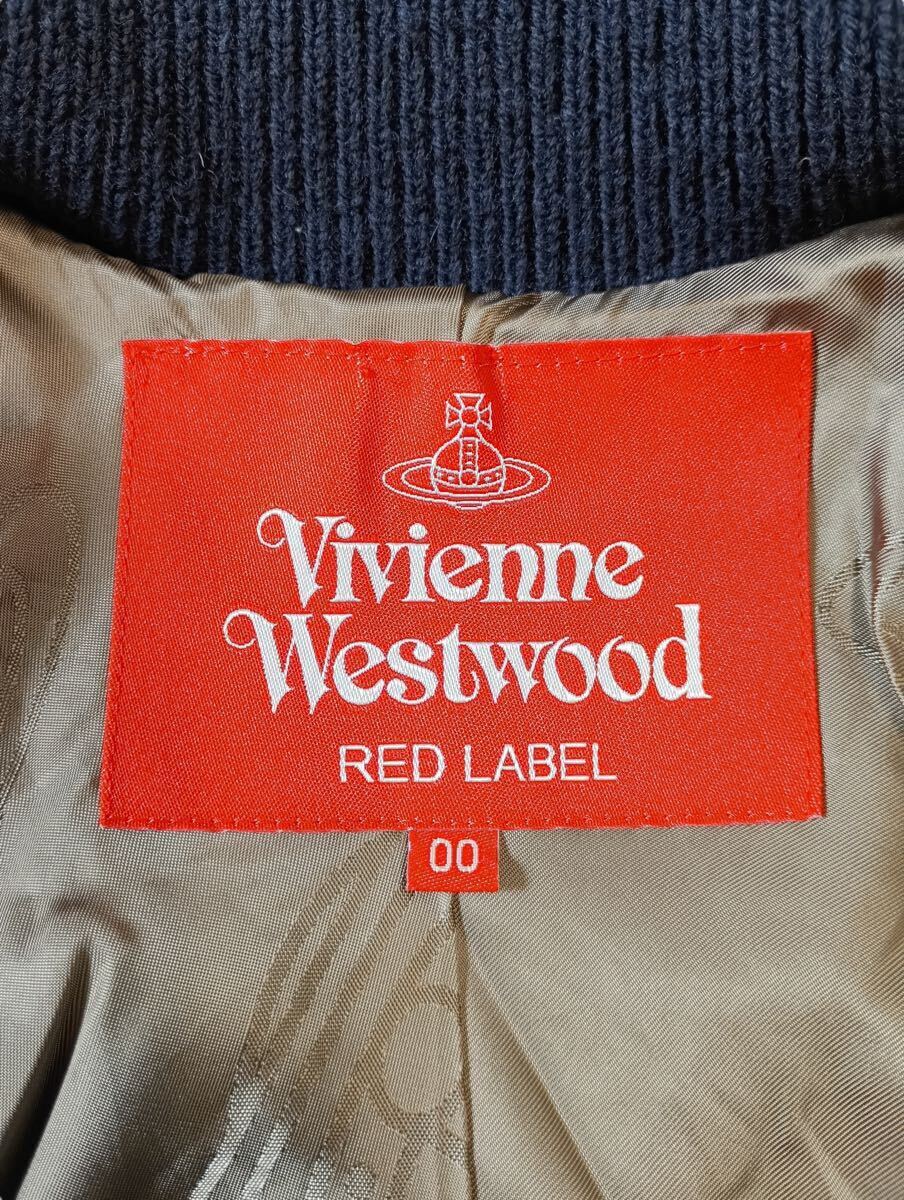 Vivienne
Westwood
RED LABEL
00